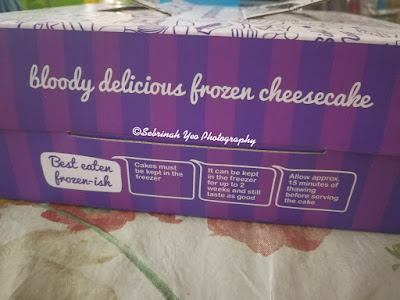 bloody delicious frozen cheesecake
©Sebrinah Yeo Photography
Best eaten
frozen-ish
Cakes must
be kept in the
freezer
It can be kept
in the freezer
for up to 2
weeks and still
taste as good
Allow approx.
15 minutes of
thawing
before serving
the cake